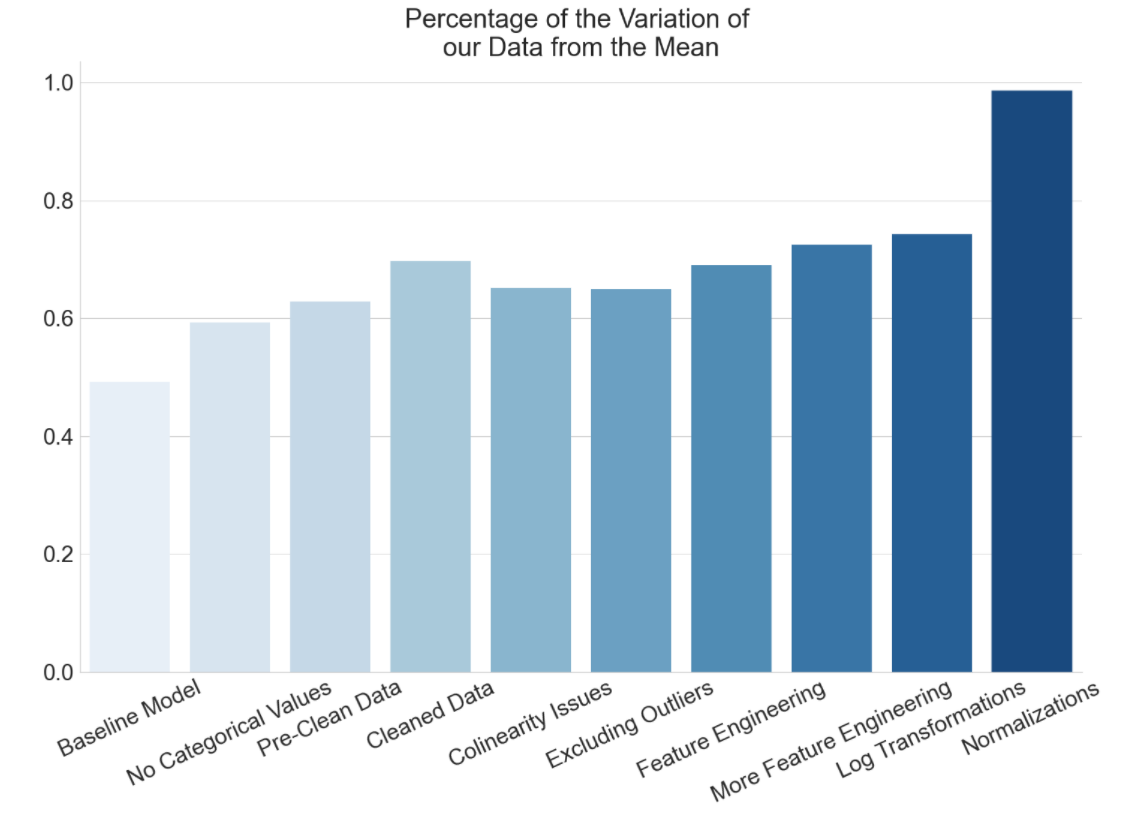 Percentage of the Variation of
our Data from the Mean
1.0
0.8
0.6
0.4
0.2
0.0
Baseline Model
No Categorical Values
Pre-Clean Data
Cleaned Data
Colinearity Issues
Excluding Outliers
Feature Engineering
More Feature Engineering
Log Transformations
Normalizations